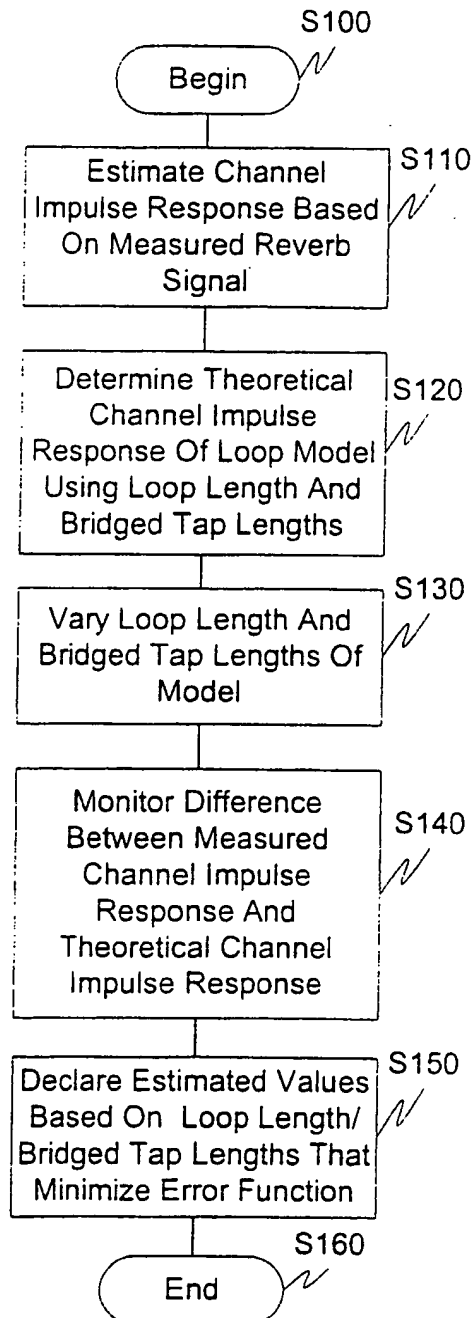 S100
Begin
S110
Estimate Channel
Impulse Response Based
On Measured Reverb
Signal
S120
Determine Theoretical
Channel Impulse
Response Of Loop Model
Using Loop Length And
Bridged Tap Lengths
S130
Vary Loop Length And
Bridged Tap Lengths Of
Model
S140
Monitor Difference
Between Measured
Channel Impulse
Response And
Theoretical Channel
Impulse Response
S150
Declare Estimated Values
Based On Loop Length/
Bridged Tap Lengths That
Minimize Error Function
S160
End